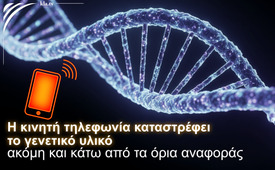 Η κινητή τηλεφωνία καταστρέφει
το γενετικό υλικό
ακόμη και κάτω από τα όρια αναφοράς